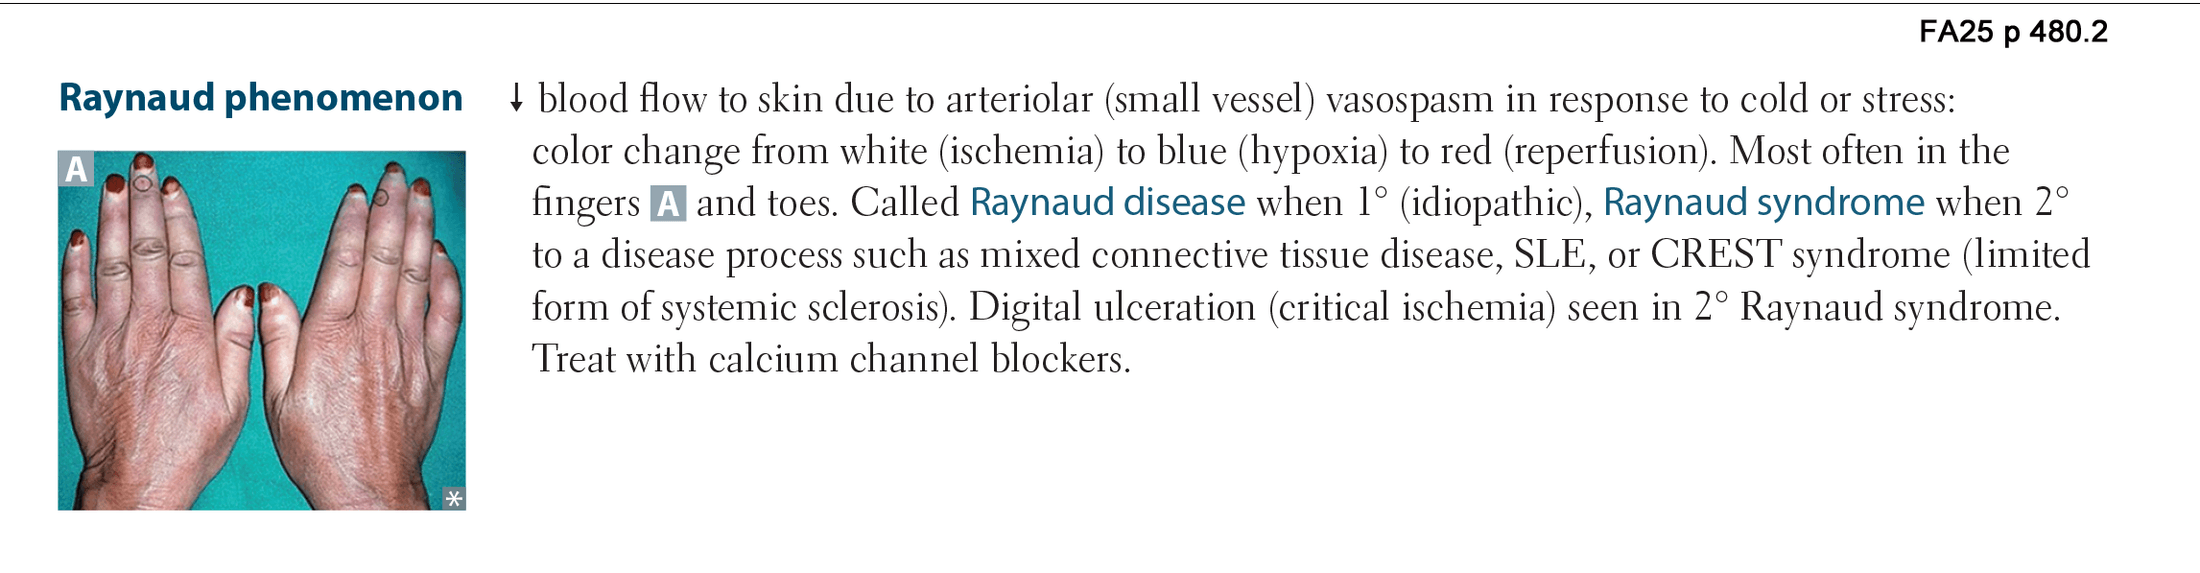 FA25 p 480.2
Raynaud phenomenon
↓ blood flow to skin due to arteriolar (small vessel) vasospasm in response to cold or stress:
color change from white (ischemia) to blue (hypoxia) to red (reperfusion). Most often in the
fingers A and toes. Called Raynaud disease when 1° (idiopathic), Raynaud syndrome when 2°
to a disease process such as mixed connective tissue disease, SLE, or CREST syndrome (limited
form of systemic sclerosis). Digital ulceration (critical ischemia) seen in 2° Raynaud syndrome.
Treat with calcium channel blockers.
A
*